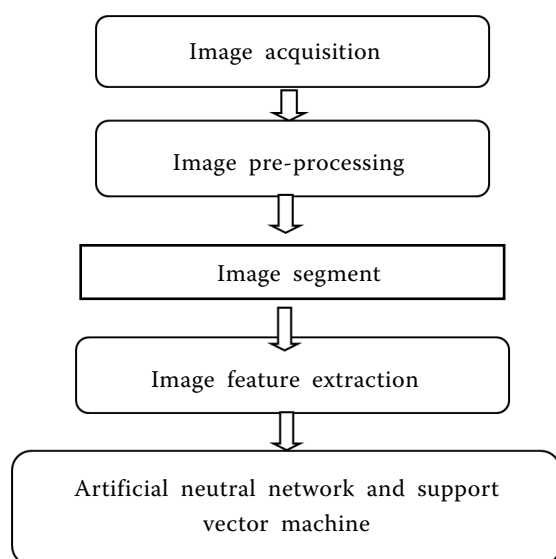 Image acquisition
Image pre-processing
Image segment
Image feature extraction
Artificial neutral network and support
vector machine